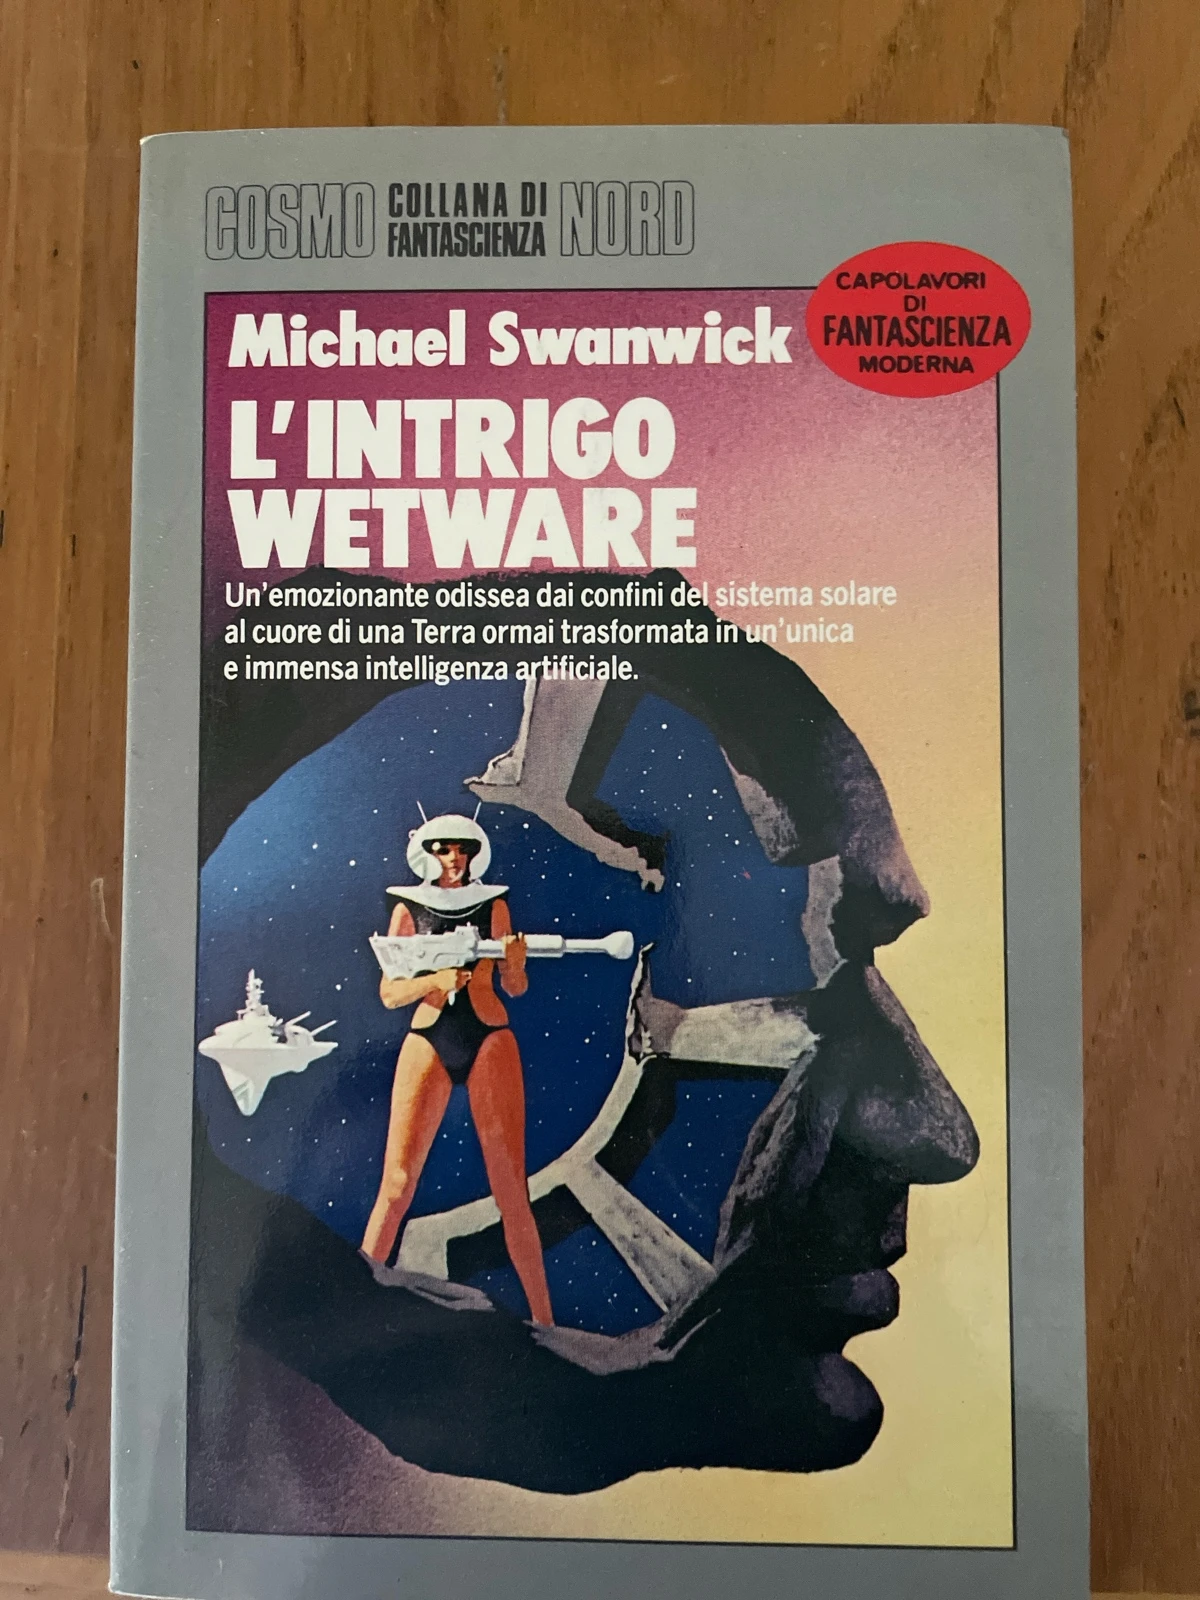 COSMO COLLANA DI FANTASCIENZA NORD
CAPOLAVORI
DI
FANTASCIENZA
MODERNA
Michael Swanwick
L'INTRIGO
WETWARE
Un'emozionante odissea dai confini del sistema solare
al cuore di una Terra ormai trasformata in un'unica
e immensa intelligenza artificiale.